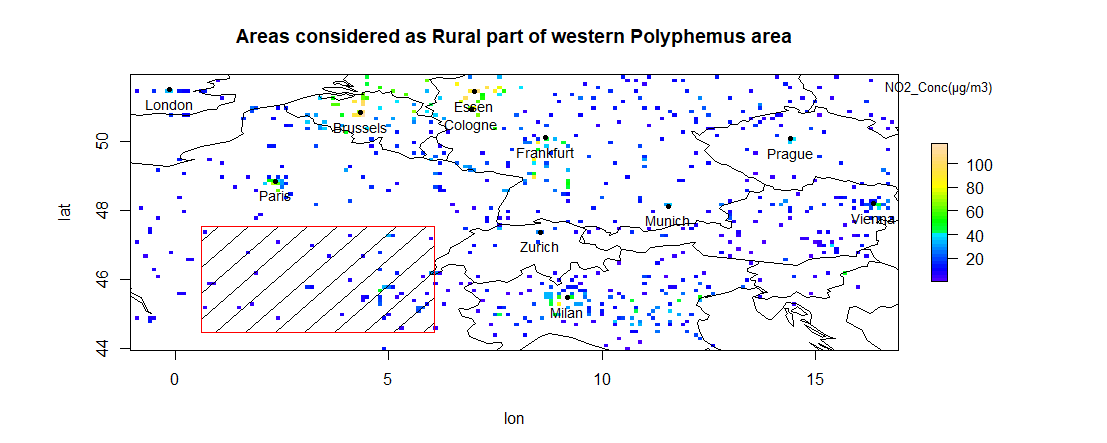 Areas considered as Rural part of western Polyphemus area
NO2_Conc(µg/m3)
London
Essen
Brussels
Cologne
Frankfurt
Prague
Paris
Munich
Vienna
Zurich
Milan
100
80
60
40
20
lat
50
48
46
44
0 5 10 15
lon